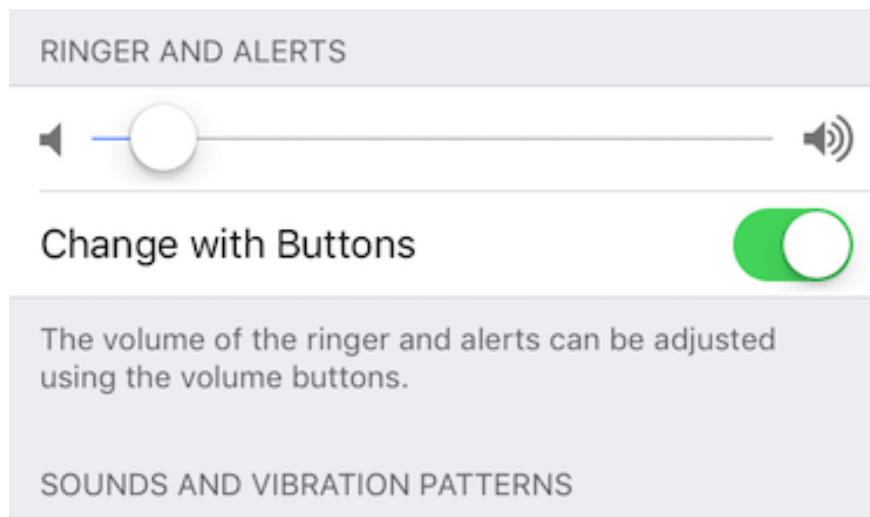 RINGER AND ALERTS
Change with Buttons
The volume of the ringer and alerts can be adjusted
using the volume buttons.
SOUNDS AND VIBRATION PATTERNS